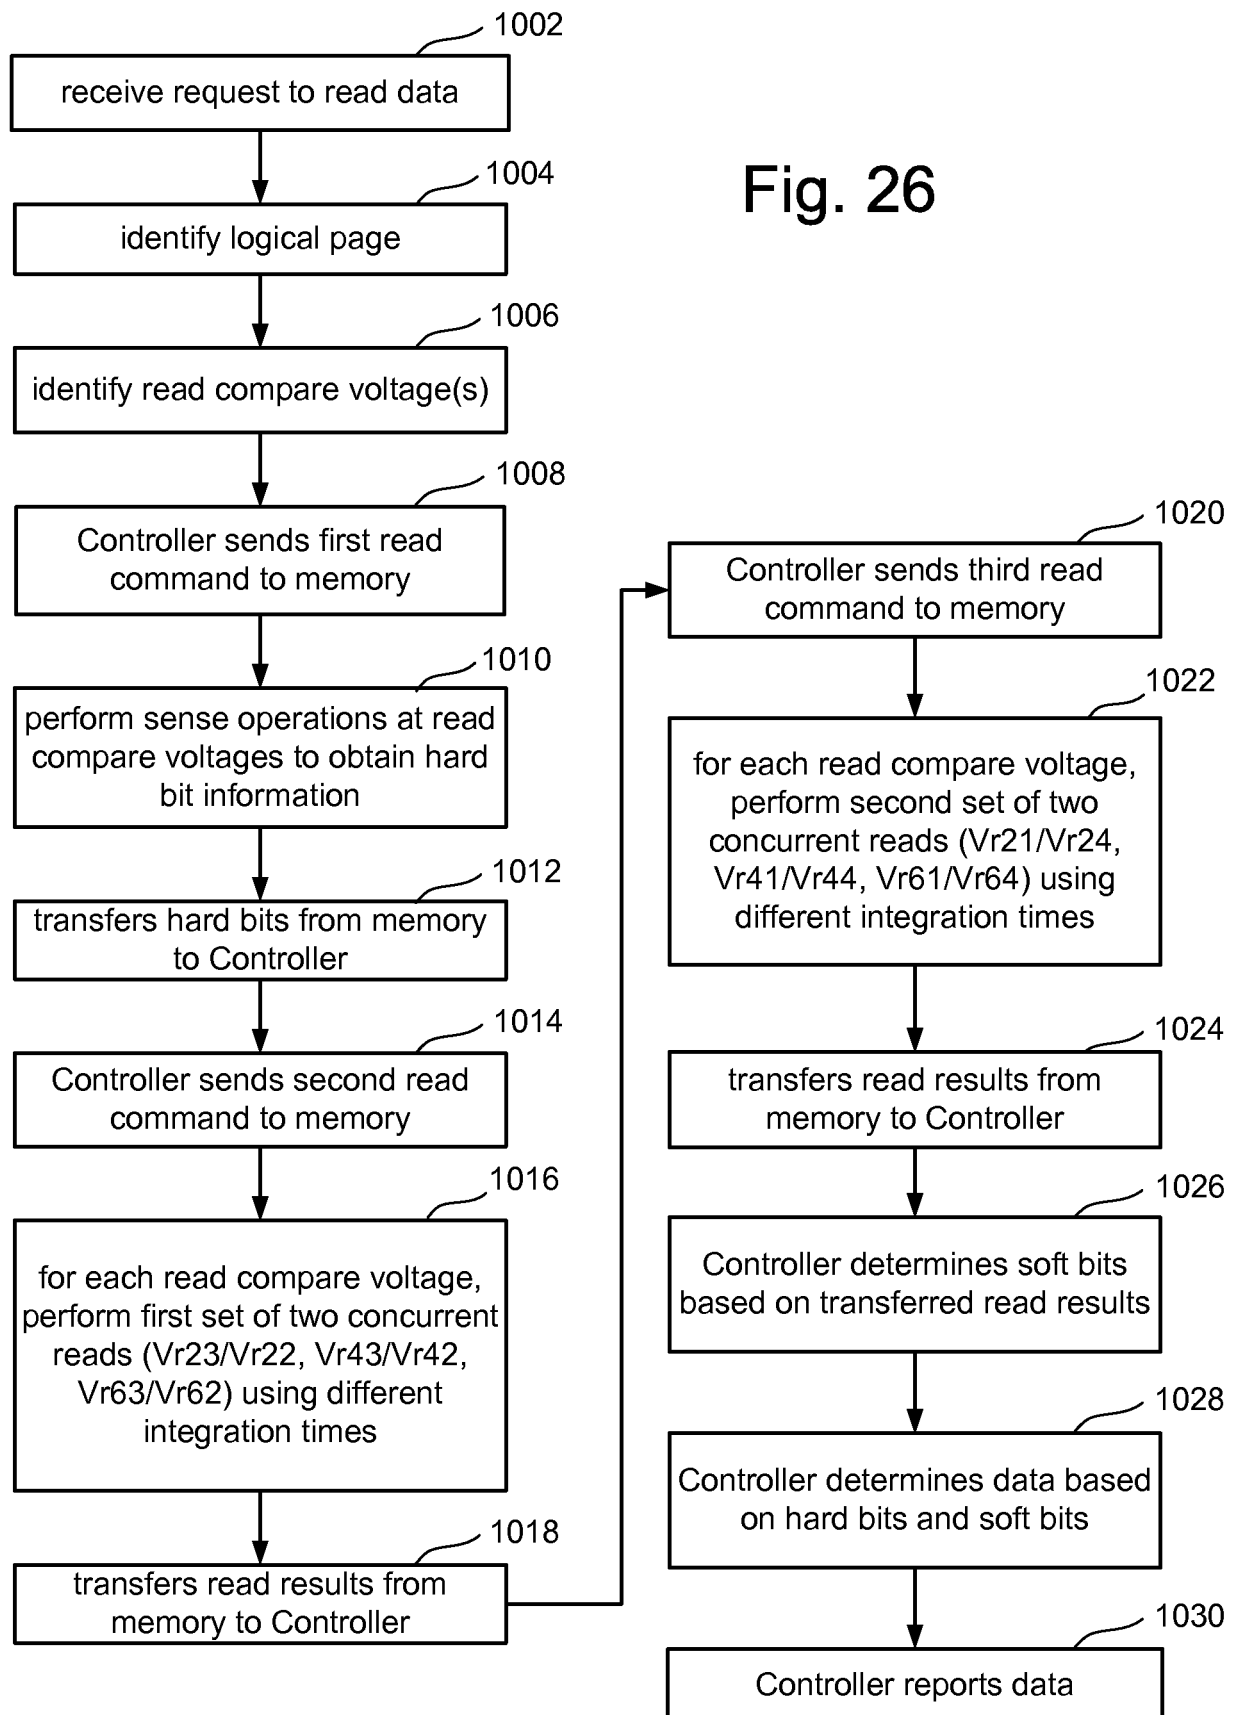 1002
receive request to read data
1004
identify logical page
1006
identify read compare voltage(s)
1008
Controller sends first read
command to memory
1010
perform sense operations at read
compare voltages to obtain hard
bit information
1012
transfers hard bits from memory
to Controller
1014
Controller sends second read
command to memory
1016
for each read compare voltage,
perform first set of two concurrent
reads (Vr23/Vr22, Vr43/Vr42,
Vr63/Vr62) using different
integration times
1018
transfers read results from
memory to Controller
Fig. 26
1020
Controller sends third read
command to memory
1022
for each read compare voltage,
perform second set of two
concurrent reads (Vr21/Vr24,
Vr41/Vr44, Vr61/Vr64) using
different integration times
1024
transfers read results from
memory to Controller
1026
Controller determines soft bits
based on transferred read results
1028
Controller determines data based
on hard bits and soft bits
1030
Controller reports data